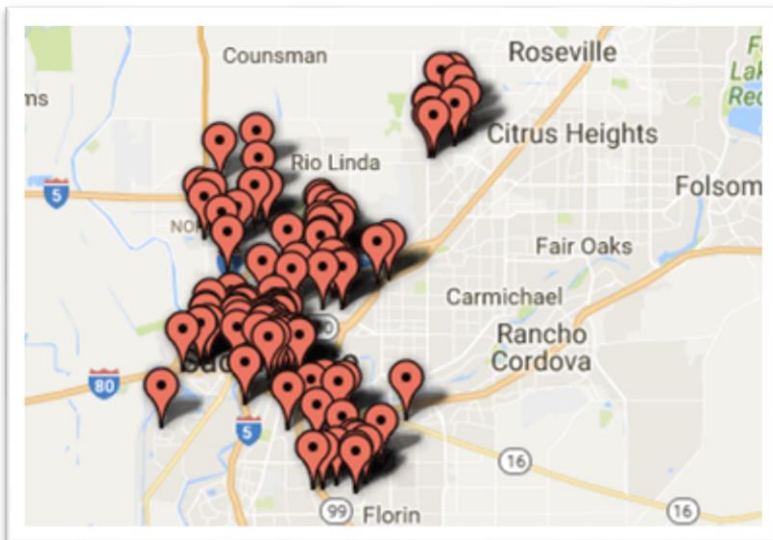 Counsman
Roseville
Citrus Heights
Rio Linda
5
Folsom
Fair Oaks
Carmichael
Rancho
Cordova
80
5
16
99
Florin
16